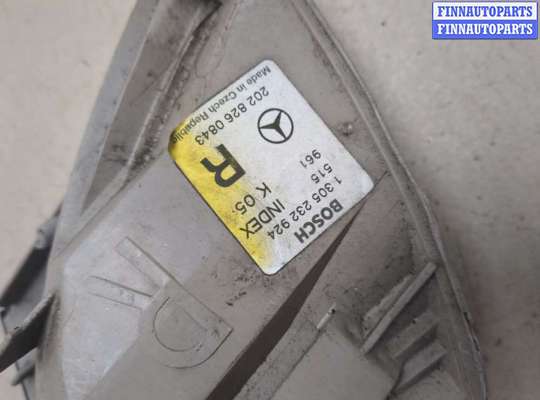 FINNAUTOPARTS
FINNAUTOPARTS
BOSCH
1 305 232 924
INDEX
K 05
515
961
R
202 826 0843
Made in Czech Republic